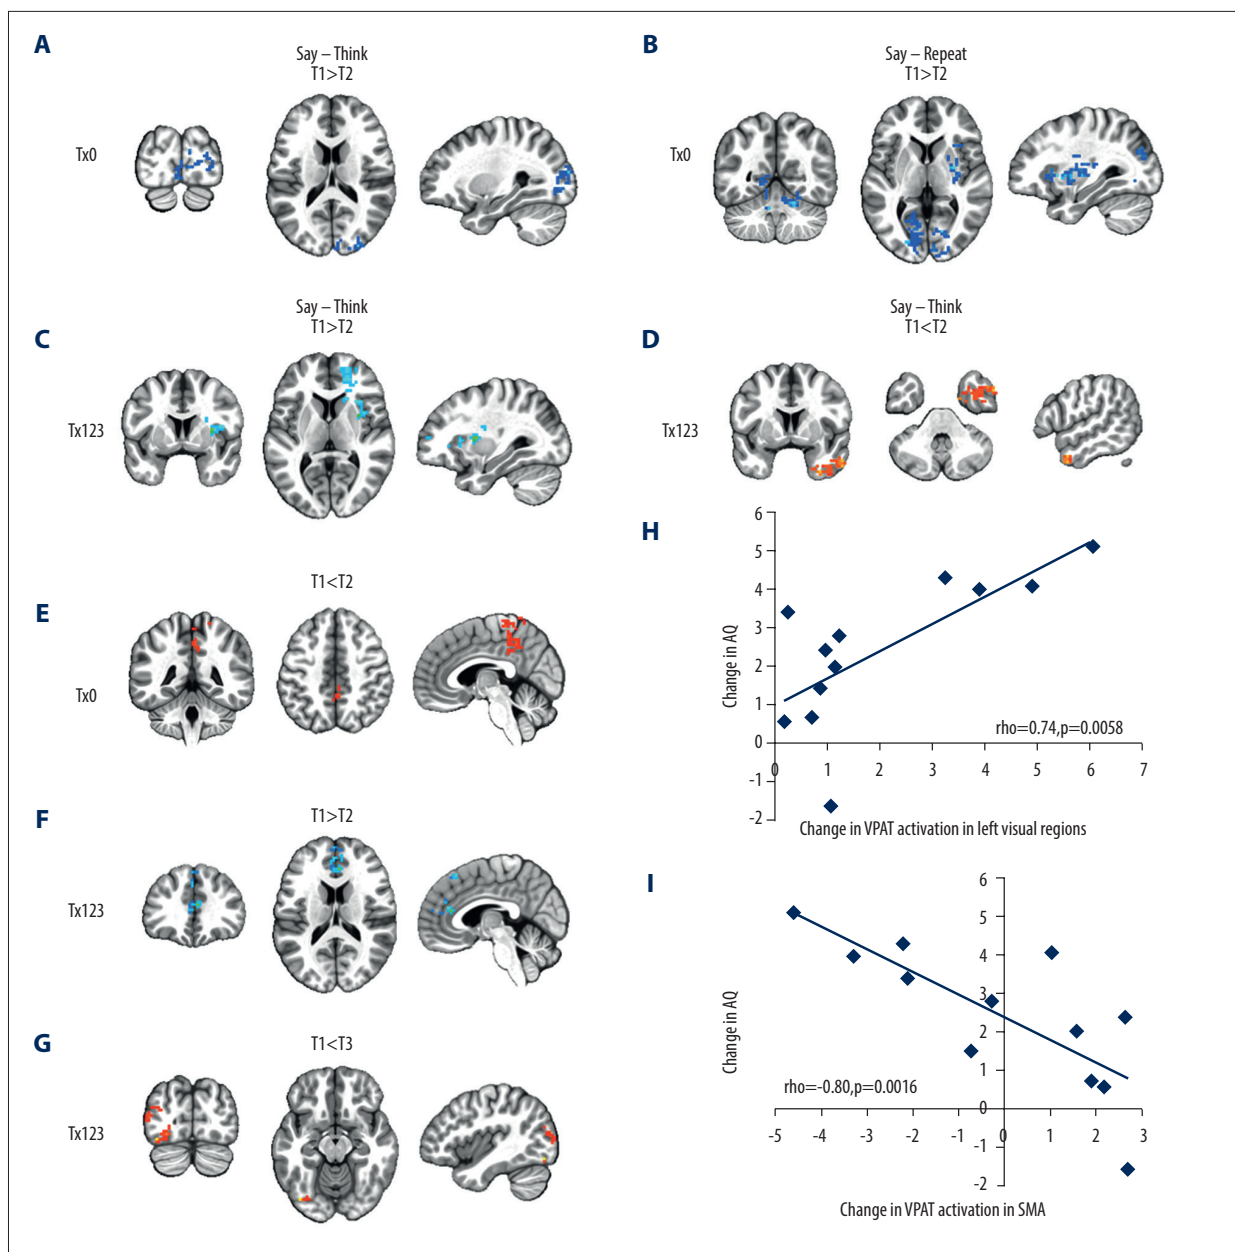 A
Say – Think
T1>T2
Tx0
B
Say – Repeat
T1>T2
Tx0
C
Say – Think
T1>T2
Tx123
D
Say – Think
T1<T2
Tx123
E
T1<T2
Tx0
F
T1>T2
Tx123
G
T1<T3
Tx123
H
6
5
4
3
2
1
0
-1
-2
Change in AQ
rho=0.74,p=0.0058
0 1 2 3 4 5 6 7
Change in VPAT activation in left visual regions
I
6
5
4
3
2
1
0
-1
-2
Change in AQ
rho=-0.80,p=0.0016
-5 -4 -3 -2 -1 0 1 2 3
Change in VPAT activation in SMA